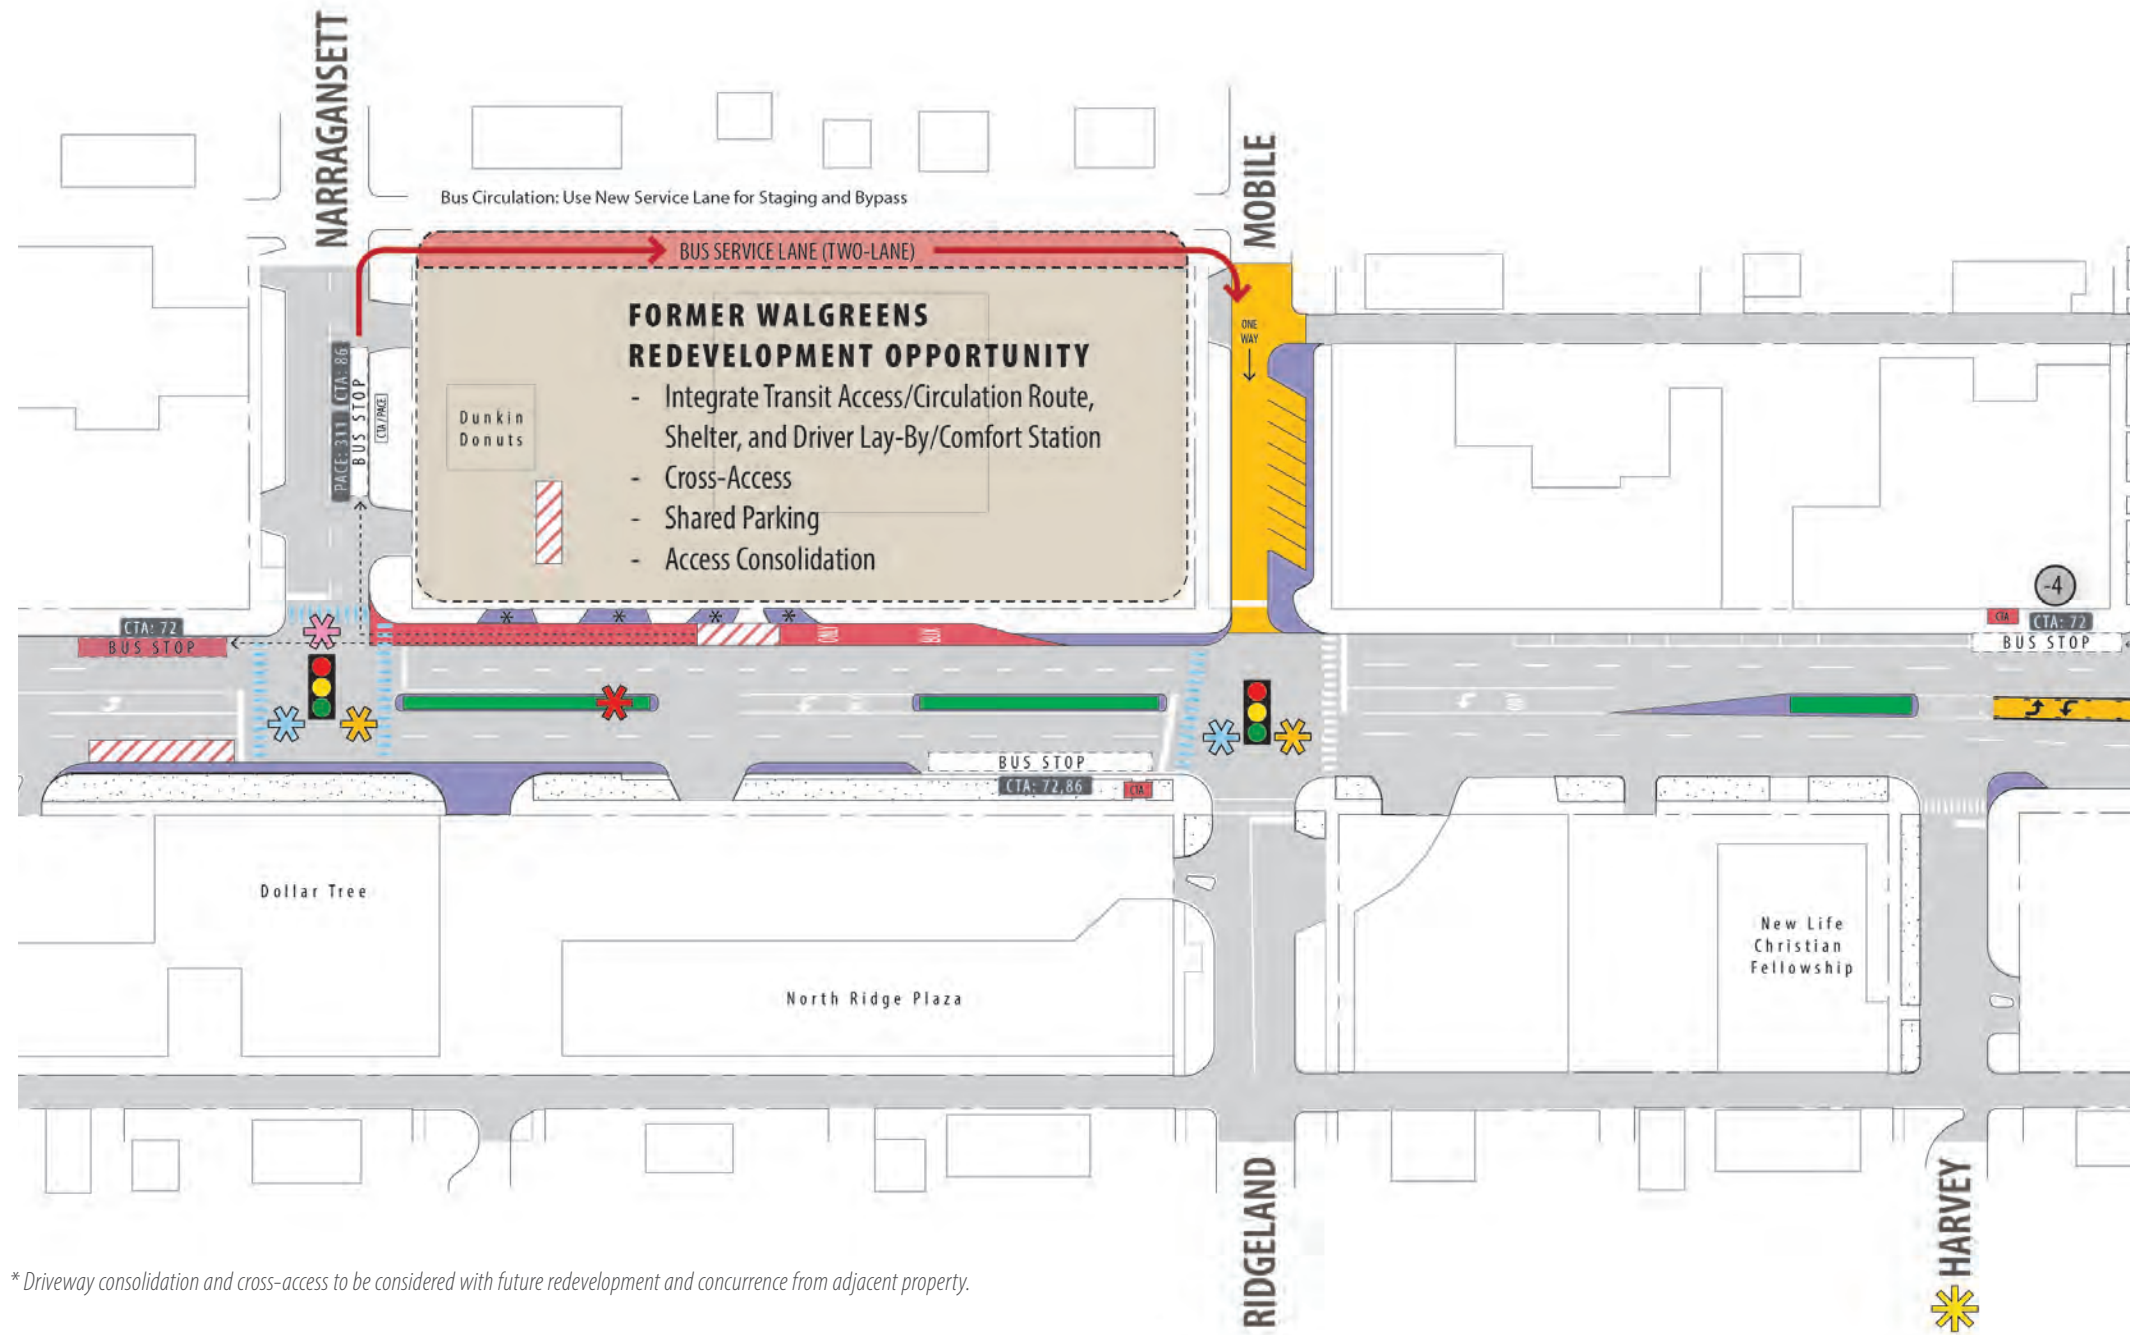 NARRAGANSETT
MOBILE
Bus Circulation: Use New Service Lane for Staging and Bypass
BUS SERVICE LANE (TWO-LANE)
FORMER WALGREENS
REDEVELOPMENT OPPORTUNITY
- Integrate Transit Access/Circulation Route,
Shelter, and Driver Lay-By/Comfort Station
- Cross-Access
- Shared Parking
- Access Consolidation
ONE
WAY
PACE: 311
CTA: 86
BUS STOP
CTA/PACE
Dunkin
Donuts
CTA: 72
BUS STOP
* * * *
ONLY
BUS
-4
CTA
CTA: 72
BUS STOP
BUS STOP
CTA: 72,86
CTA
Dollar Tree
North Ridge Plaza
New Life
Christian
Fellowship
RIDGELAND
HARVEY
* Driveway consolidation and cross-access to be considered with future redevelopment and concurrence from adjacent property.